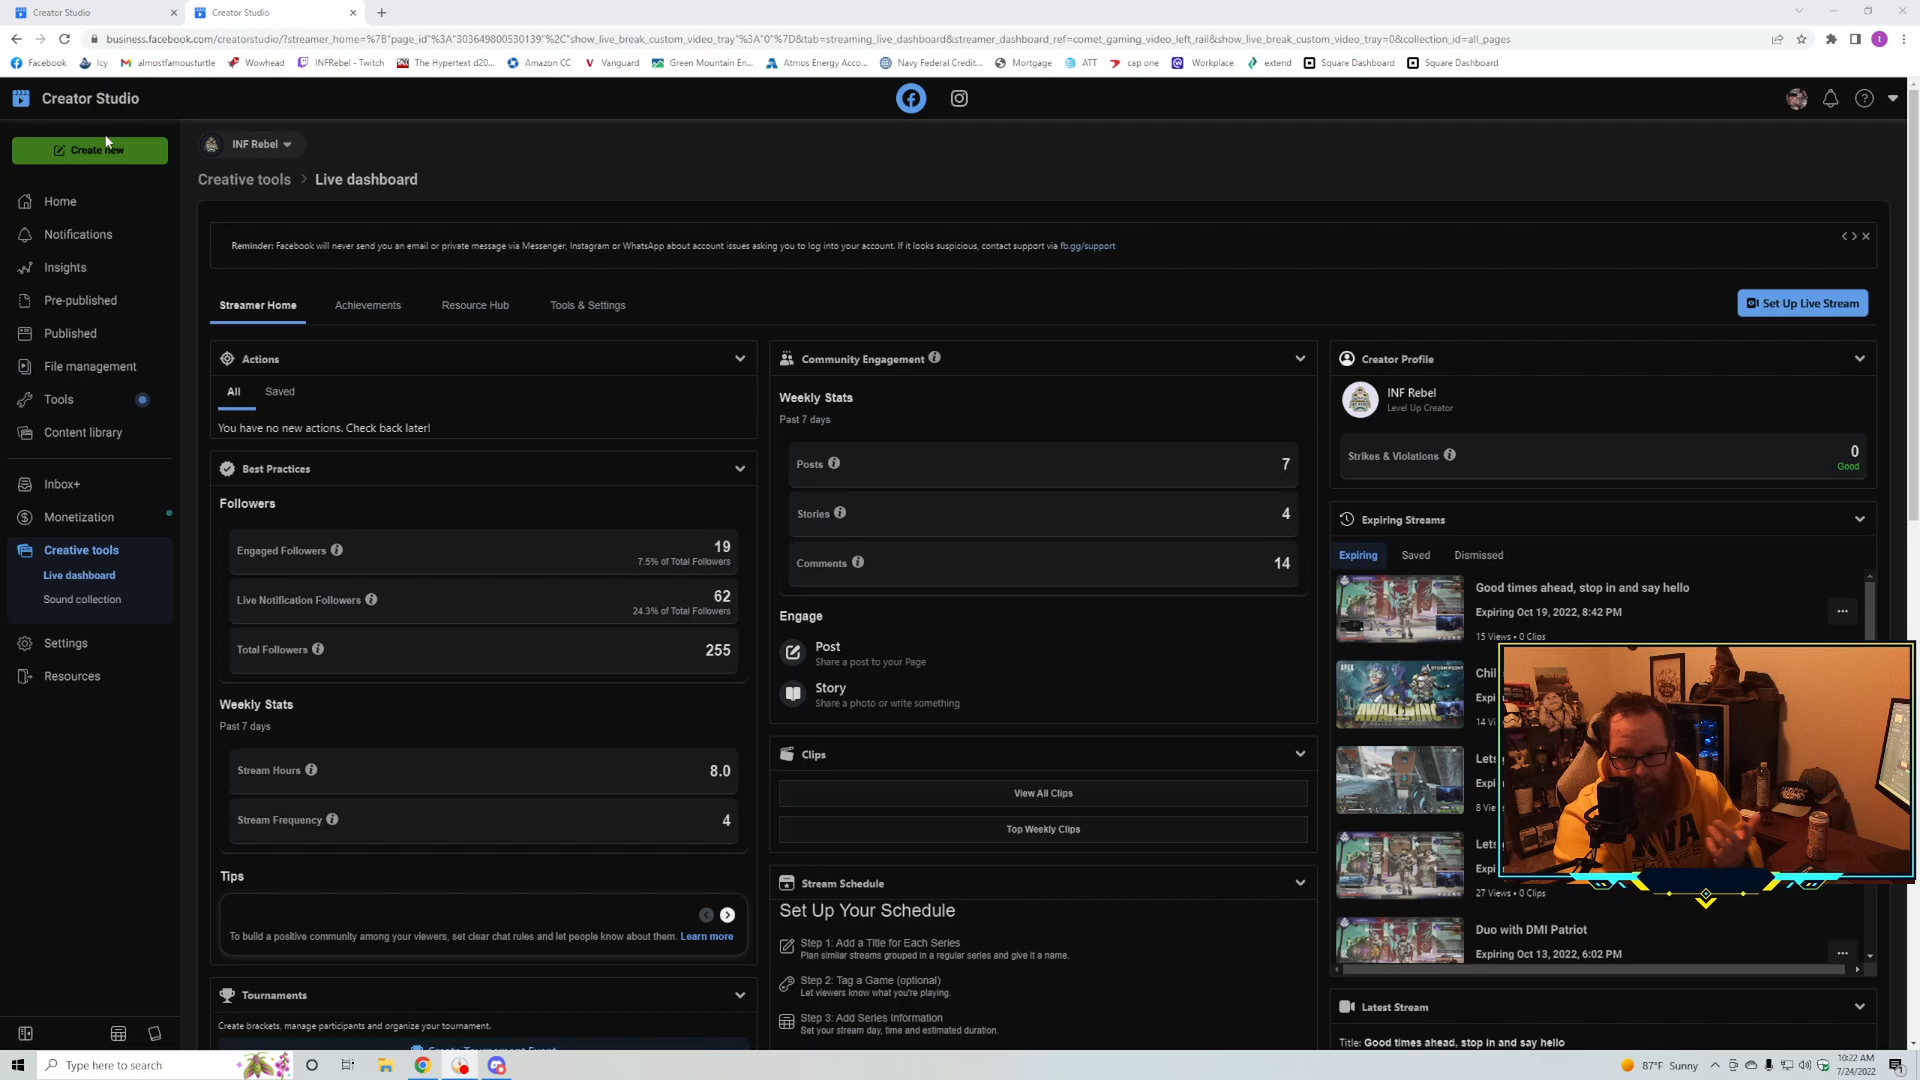 Creator Studio
Creator Studio
business.facebook.com/creatorstudio/?streamer_home=%7B"page_id"%3A"303649800530139"%2C"show_live_break_custom_video_tray"%3A"0"%7D&tab=streaming_live_dashboard&streamer_dashboard_ref=comet_gaming_video_left_rail&show_live_break_custom_video_tray=0&collection_id=all_pages
Facebook Icy almostfamousturtle Wowhead INFRebel - Twitch The Hypertext d20... Amazon CC Vanguard Green Mountain En... Atmos Energy Acco... Navy Federal Credit... Mortgage ATT cap one Workplace extend Square Dashboard Square Dashboard
Creator Studio
Create new
Home
Notifications
Insights
Pre-published
Published
File management
Tools
Content library
Inbox+
Monetization
Creative tools
Live dashboard
Sound collection
Settings
Resources
INF Rebel
Creative tools > Live dashboard
Reminder: Facebook will never send you an email or private message via Messenger, Instagram or WhatsApp about account issues asking you to log into your account. If it looks suspicious, contact support via fb.gg/support
Streamer Home Achievements Resource Hub Tools & Settings
Set Up Live Stream
Actions
All Saved
You have no new actions. Check back later!
Best Practices
Followers
Engaged Followers 19
7.5% of Total Followers
Live Notification Followers 62
24.3% of Total Followers
Total Followers 255
Weekly Stats
Past 7 days
Stream Hours 8.0
Stream Frequency 4
Tips
To build a positive community among your viewers, set clear chat rules and let people know about them. Learn more
Tournaments
Create brackets, manage participants and organize your tournament.
Create Tournament Event
Community Engagement
Weekly Stats
Past 7 days
Posts 7
Stories 4
Comments 14
Engage
Post
Share a post to your Page
Story
Share a photo or write something
Clips
View All Clips
Top Weekly Clips
Stream Schedule
Set Up Your Schedule
Step 1: Add a Title for Each Series
Plan similar streams grouped in a regular series and give it a name.
Step 2: Tag a Game (optional)
Let viewers know what you're playing.
Step 3: Add Series Information
Set your stream day, time and estimated duration.
Creator Profile
INF Rebel
Level Up Creator
Strikes & Violations 0
Good
Expiring Streams
Expiring Saved Dismissed
Good times ahead, stop in and say hello
Expiring Oct 19, 2022, 8:42 PM
15 Views • 0 Clips
AWAKENING
27 Views • 0 Clips
Duo with DMI Patriot
Expiring Oct 13, 2022, 6:02 PM
Latest Stream
Title: Good times ahead, stop in and say hello
Type here to search
87°F Sunny
10:22 AM
7/24/2022